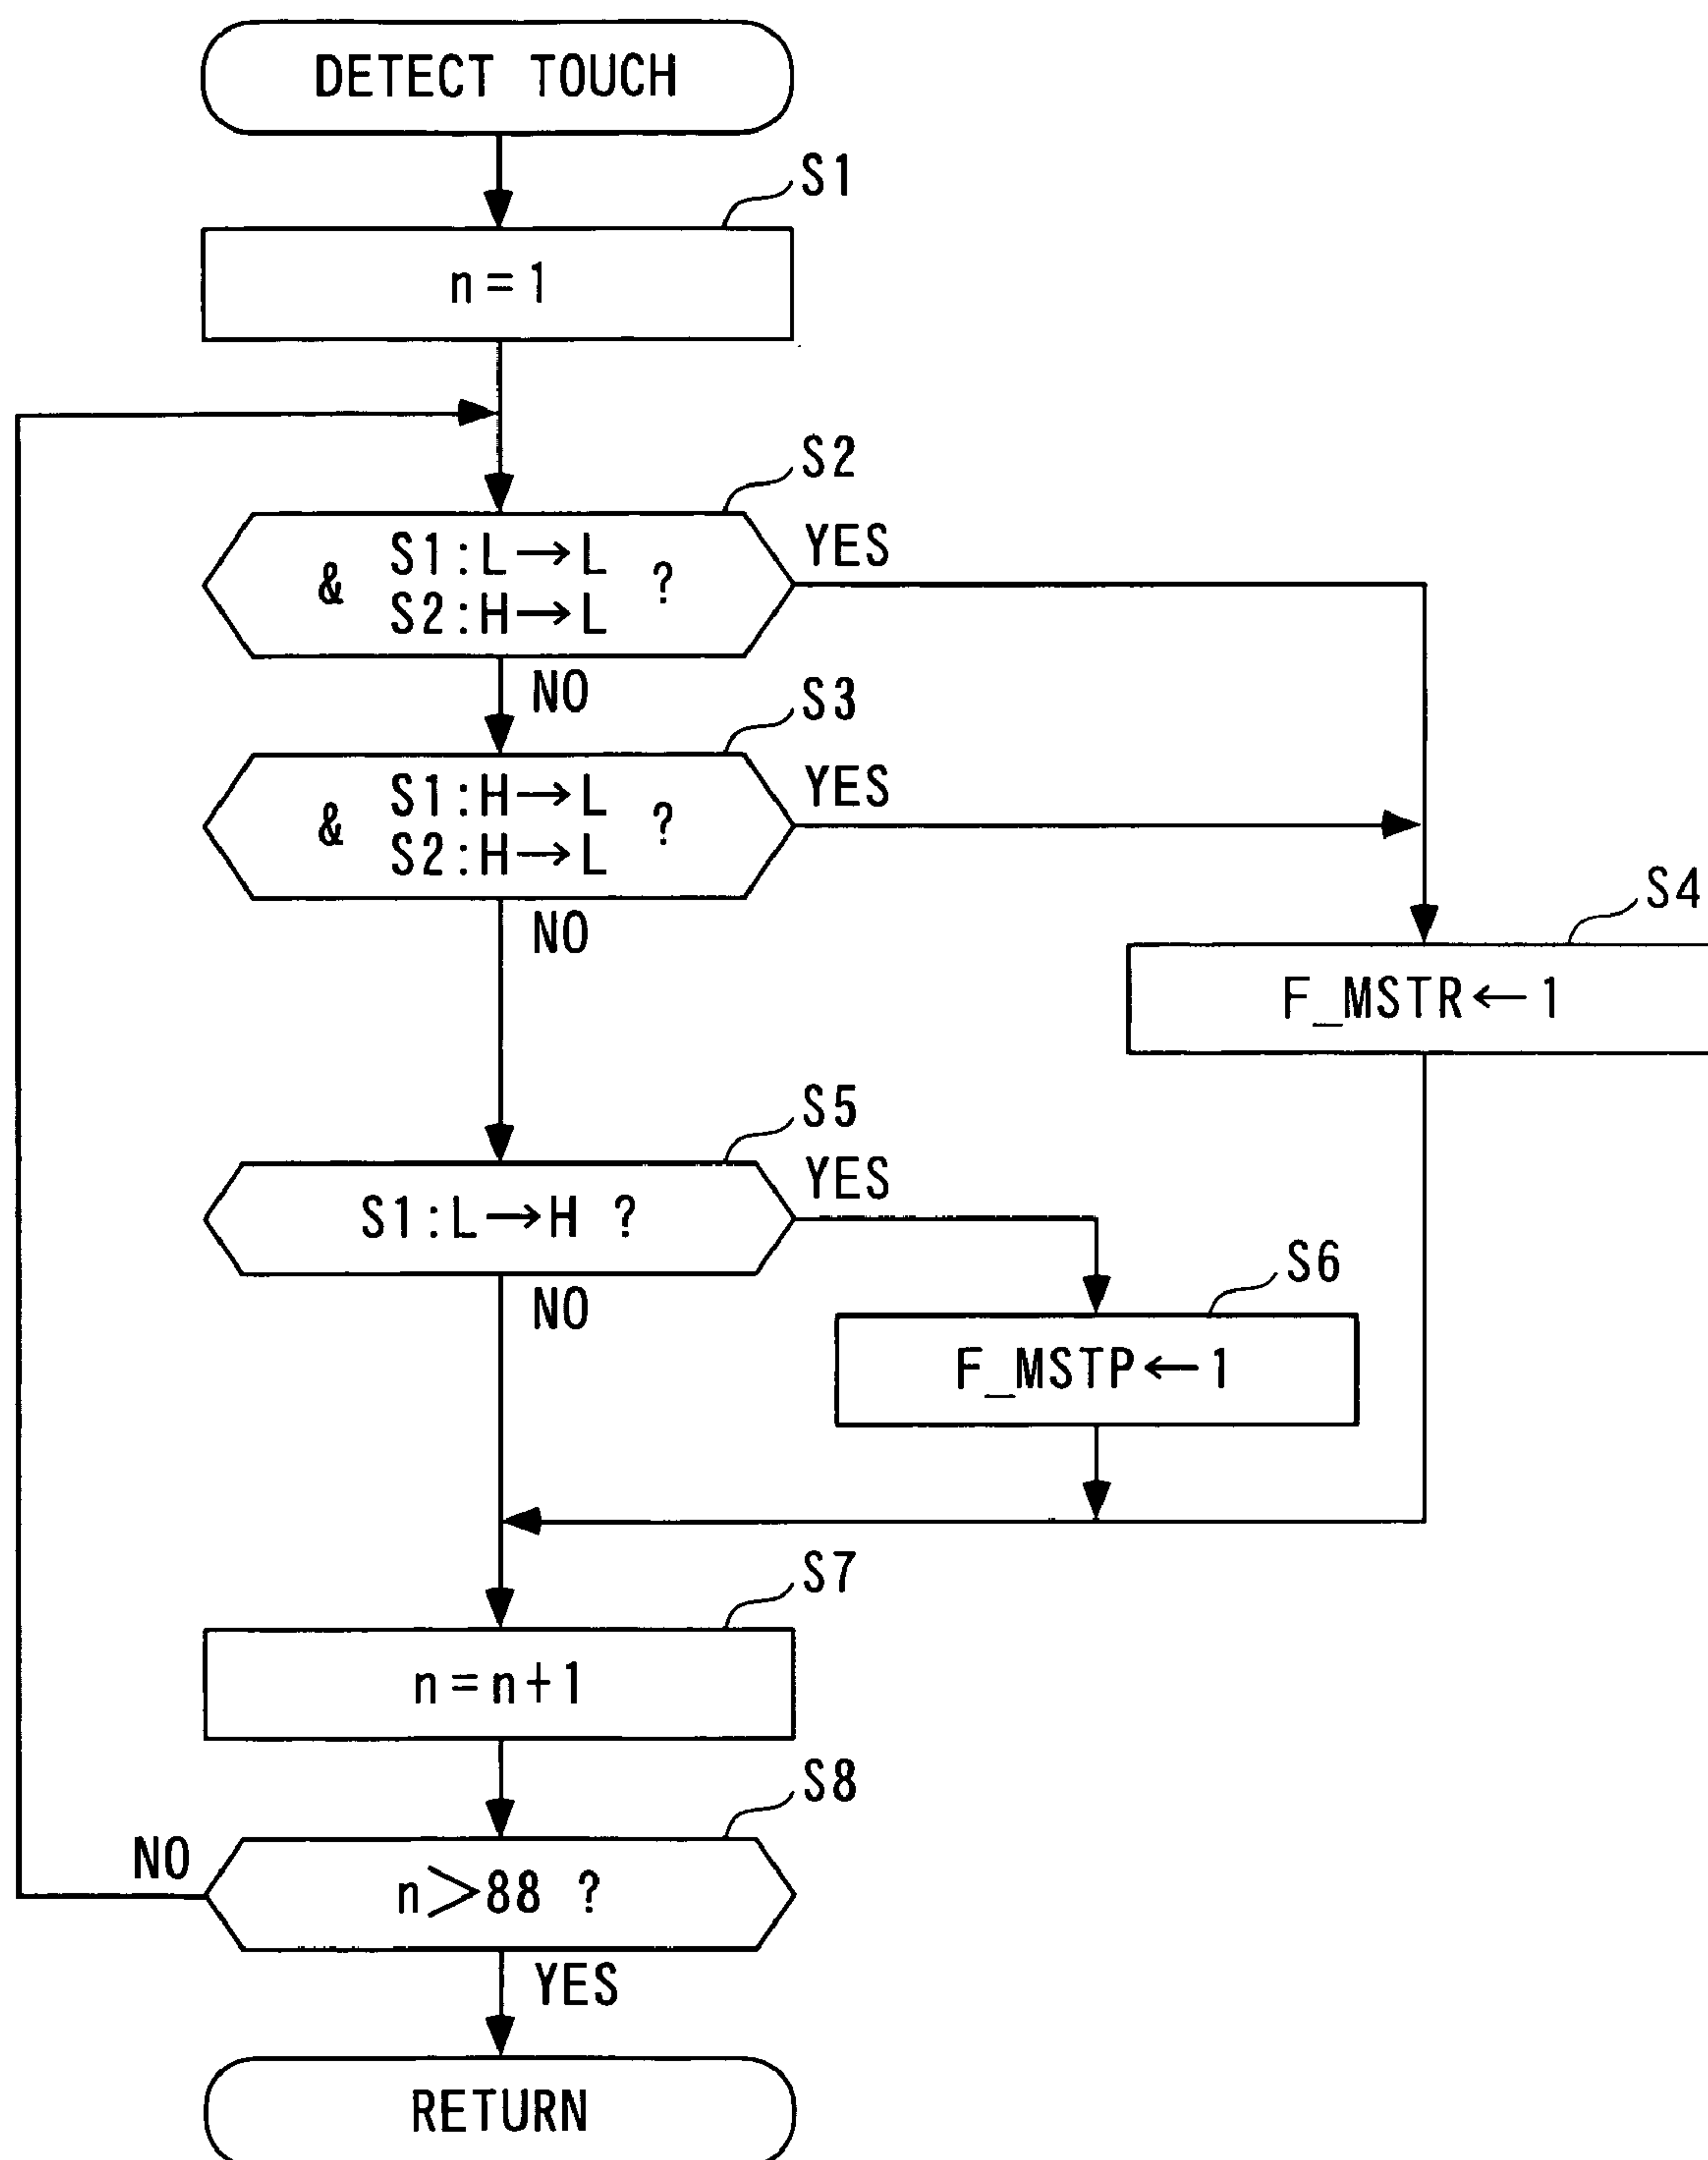 DETECT TOUCH
S1
n=1
S2
S1:L→L
& ?
S2:H→L
YES
NO
S3
S1:H→L
& ?
S2:H→L
YES
NO
S4
F_MSTR←1
S5
S1:L→H ?
YES
NO
S6
F_MSTP←1
S7
n=n+1
S8
n>88 ?
NO
YES
RETURN